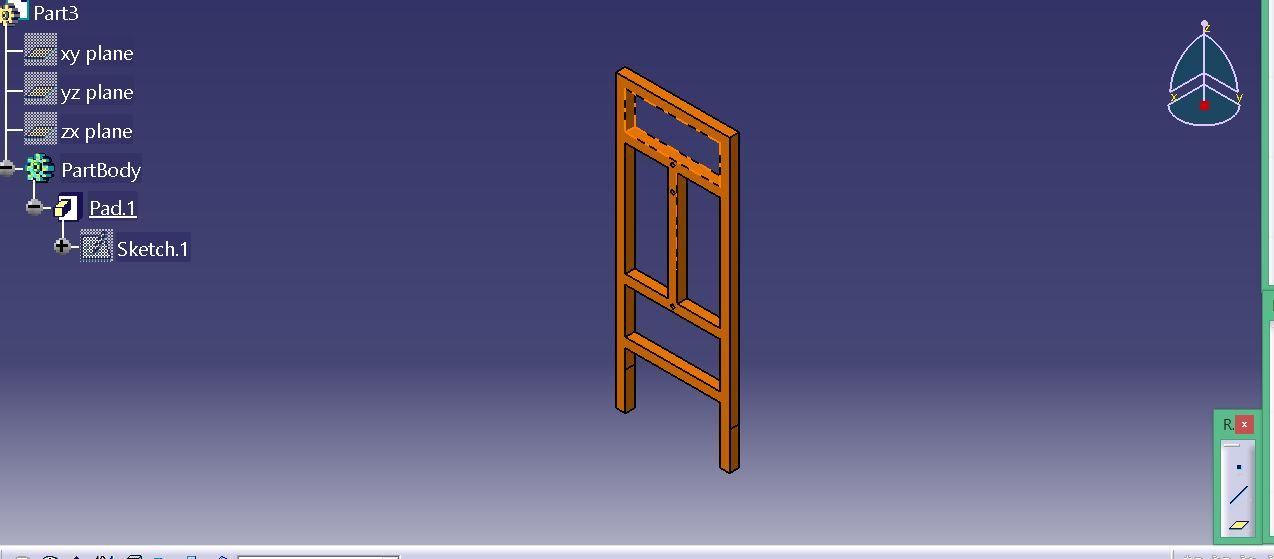 Part3
xy plane
yz plane
zx plane
PartBody
Pad.1
Sketch.1
z
x
y
R.
x